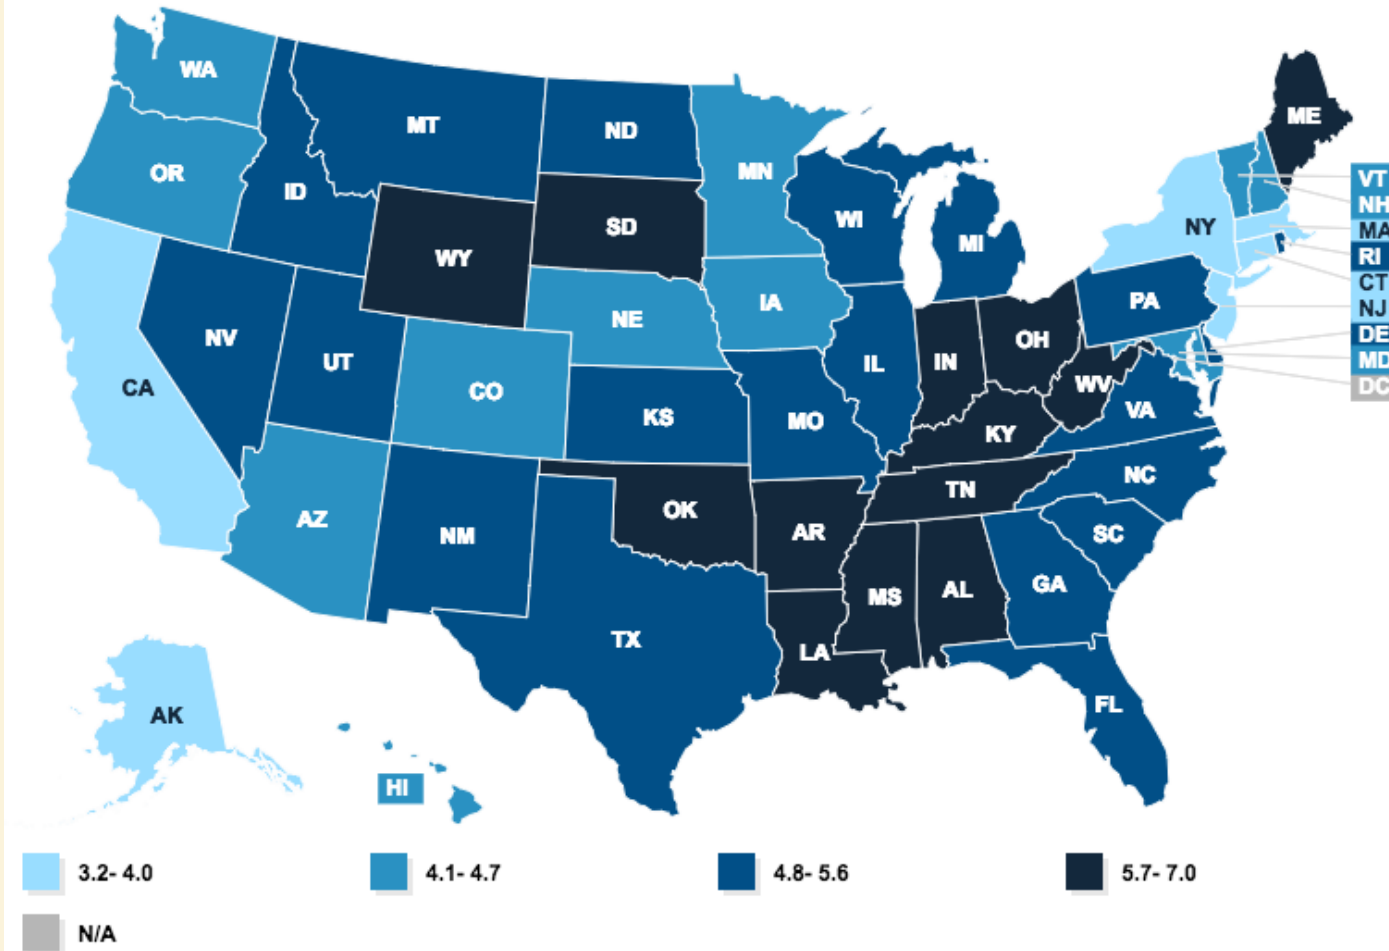 WA
MT
ND
MN
OR
ID
SD
WI
MI
WY
NE
IA
NV
UT
CO
CA
KS
MO
IL
IN
OH
PA
NY
ME
VT
NH
MA
RI
CT
NJ
DE
MD
DC
WV
VA
KY
NC
TN
SC
AZ
NM
OK
AR
MS
AL
GA
TX
LA
FL
AK
HI
3.2- 4.0
4.1- 4.7
4.8- 5.6
5.7- 7.0
N/A